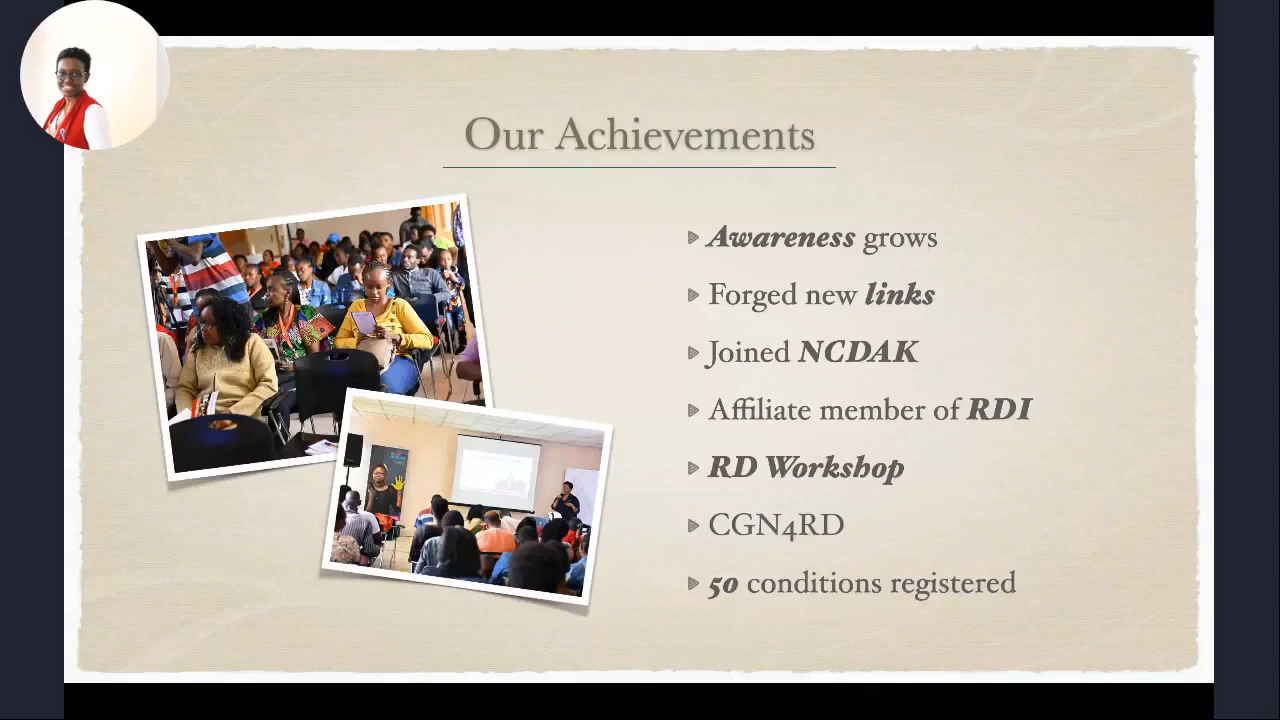 Our Achievements
Awareness grows
Forged new links
Joined NCDAK
Affiliate member of RDI
RD Workshop
CGN4RD
50 conditions registered